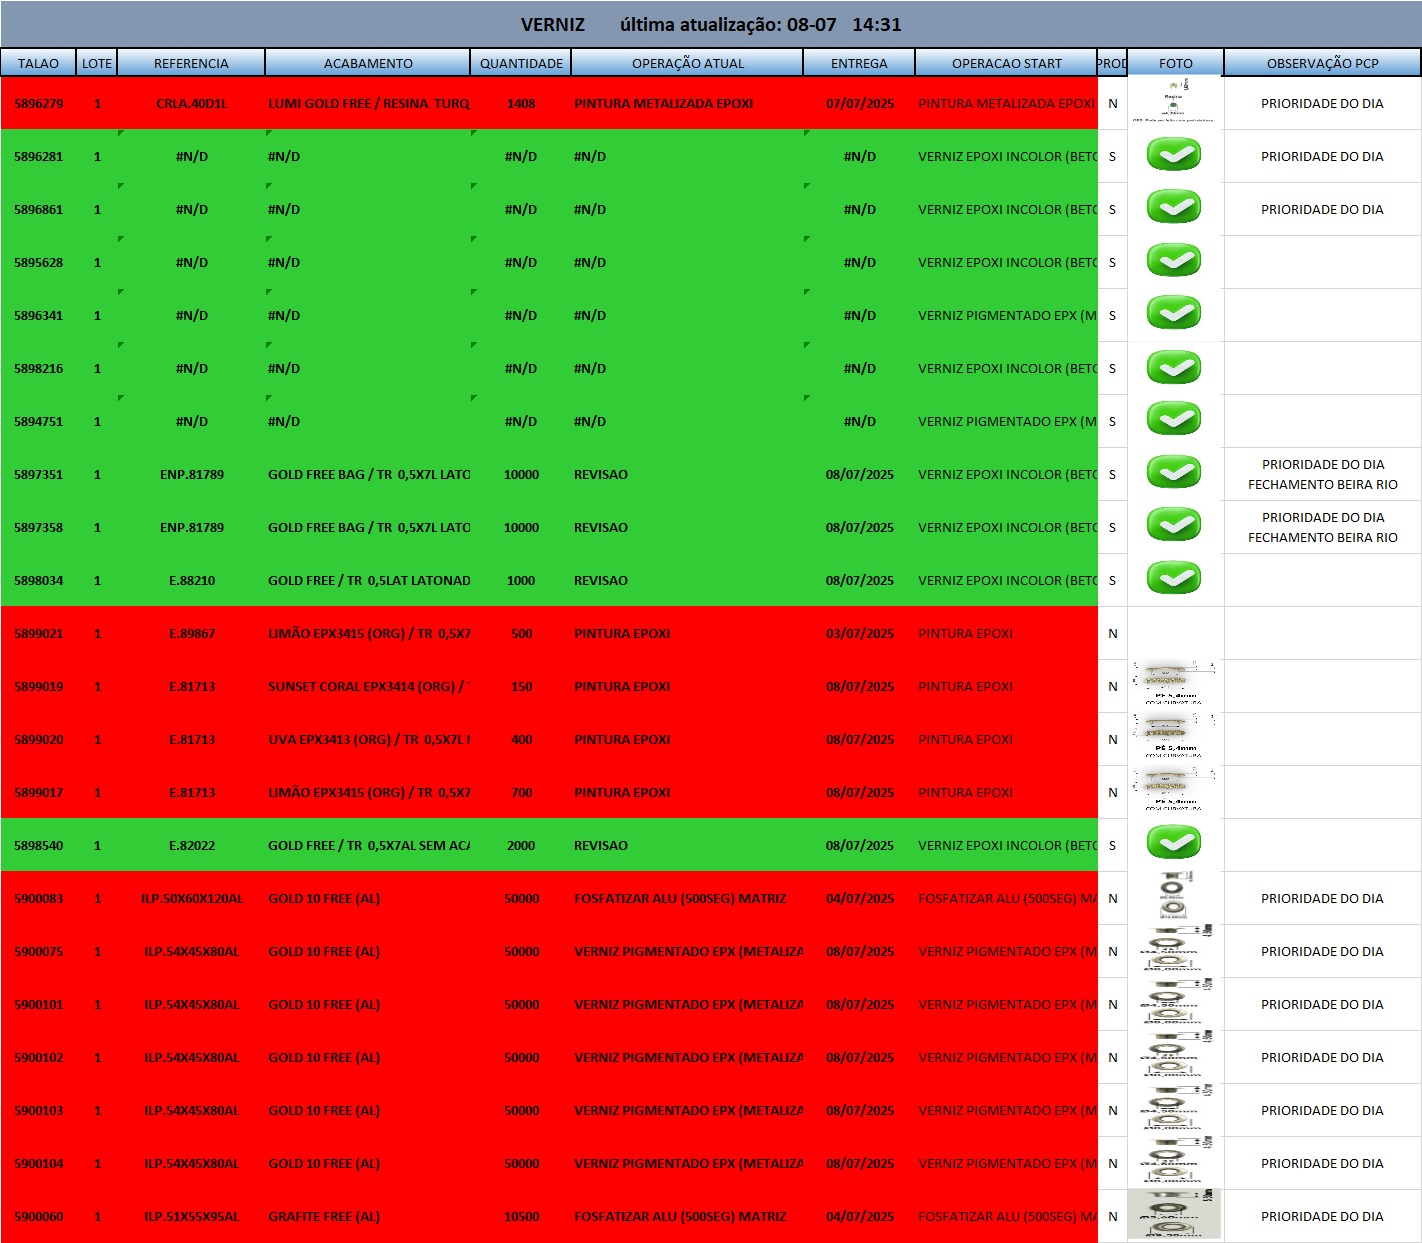 VERNIZ última atualização: 08-07 14:31
TALAO LOTE REFERENCIA ACABAMENTO QUANTIDADE OPERAÇÃO ATUAL ENTREGA OPERACAO START PROD FOTO OBSERVAÇÃO PCP
5896279 1 CRLA.40D1L LUMI GOLD FREE / RESINA TURQ 1408 PINTURA METALIZADA EPOXI 07/07/2025 PINTURA METALIZADA EPOXI N Resina PRIORIDADE DO DIA
5896281 1 #N/D #N/D #N/D #N/D #N/D VERNIZ EPOXI INCOLOR (BETO S PRIORIDADE DO DIA
5896861 1 #N/D #N/D #N/D #N/D #N/D VERNIZ EPOXI INCOLOR (BETO S PRIORIDADE DO DIA
5895628 1 #N/D #N/D #N/D #N/D #N/D VERNIZ EPOXI INCOLOR (BETO S
5896341 1 #N/D #N/D #N/D #N/D #N/D VERNIZ PIGMENTADO EPX (M S
5898216 1 #N/D #N/D #N/D #N/D #N/D VERNIZ EPOXI INCOLOR (BETO S
5894751 1 #N/D #N/D #N/D #N/D #N/D VERNIZ PIGMENTADO EPX (M S
5897351 1 ENP.81789 GOLD FREE BAG / TR 0,5X7L LATO 10000 REVISAO 08/07/2025 VERNIZ EPOXI INCOLOR (BETO S PRIORIDADE DO DIA
FECHAMENTO BEIRA RIO
5897358 1 ENP.81789 GOLD FREE BAG / TR 0,5X7L LATO 10000 REVISAO 08/07/2025 VERNIZ EPOXI INCOLOR (BETO S PRIORIDADE DO DIA
FECHAMENTO BEIRA RIO
5898034 1 E.88210 GOLD FREE / TR 0,5LAT LATONAD 1000 REVISAO 08/07/2025 VERNIZ EPOXI INCOLOR (BETO S
5899021 1 E.89867 LIMÃO EPX3415 (ORG) / TR 0,5X7 500 PINTURA EPOXI 03/07/2025 PINTURA EPOXI N
5899019 1 E.81713 SUNSET CORAL EPX3414 (ORG) / 150 PINTURA EPOXI 08/07/2025 PINTURA EPOXI N PÉ 5,4mm
COM CURVATURA
5899020 1 E.81713 UVA EPX3413 (ORG) / TR 0,5X7L 400 PINTURA EPOXI 08/07/2025 PINTURA EPOXI N PÉ 5,4mm
COM CURVATURA
5899017 1 E.81713 LIMÃO EPX3415 (ORG) / TR 0,5X7 700 PINTURA EPOXI 08/07/2025 PINTURA EPOXI N PÉ 5,4mm
COM CURVATURA
5898540 1 E.82022 GOLD FREE / TR 0,5X7AL SEM ACA 2000 REVISAO 08/07/2025 VERNIZ EPOXI INCOLOR (BETO S
5900083 1 ILP.50X60X120AL GOLD 10 FREE (AL) 50000 FOSFATIZAR ALU (500SEG) MATRIZ 04/07/2025 FOSFATIZAR ALU (500SEG) MA N PRIORIDADE DO DIA
5900075 1 ILP.54X45X80AL GOLD 10 FREE (AL) 50000 VERNIZ PIGMENTADO EPX (METALIZA 08/07/2025 VERNIZ PIGMENTADO EPX (M N PRIORIDADE DO DIA
5900101 1 ILP.54X45X80AL GOLD 10 FREE (AL) 50000 VERNIZ PIGMENTADO EPX (METALIZA 08/07/2025 VERNIZ PIGMENTADO EPX (M N PRIORIDADE DO DIA
5900102 1 ILP.54X45X80AL GOLD 10 FREE (AL) 50000 VERNIZ PIGMENTADO EPX (METALIZA 08/07/2025 VERNIZ PIGMENTADO EPX (M N PRIORIDADE DO DIA
5900103 1 ILP.54X45X80AL GOLD 10 FREE (AL) 50000 VERNIZ PIGMENTADO EPX (METALIZA 08/07/2025 VERNIZ PIGMENTADO EPX (M N PRIORIDADE DO DIA
5900104 1 ILP.54X45X80AL GOLD 10 FREE (AL) 50000 VERNIZ PIGMENTADO EPX (METALIZA 08/07/2025 VERNIZ PIGMENTADO EPX (M N PRIORIDADE DO DIA
5900060 1 ILP.51X55X95AL GRAFITE FREE (AL) 10500 FOSFATIZAR ALU (500SEG) MATRIZ 04/07/2025 FOSFATIZAR ALU (500SEG) MA N PRIORIDADE DO DIA